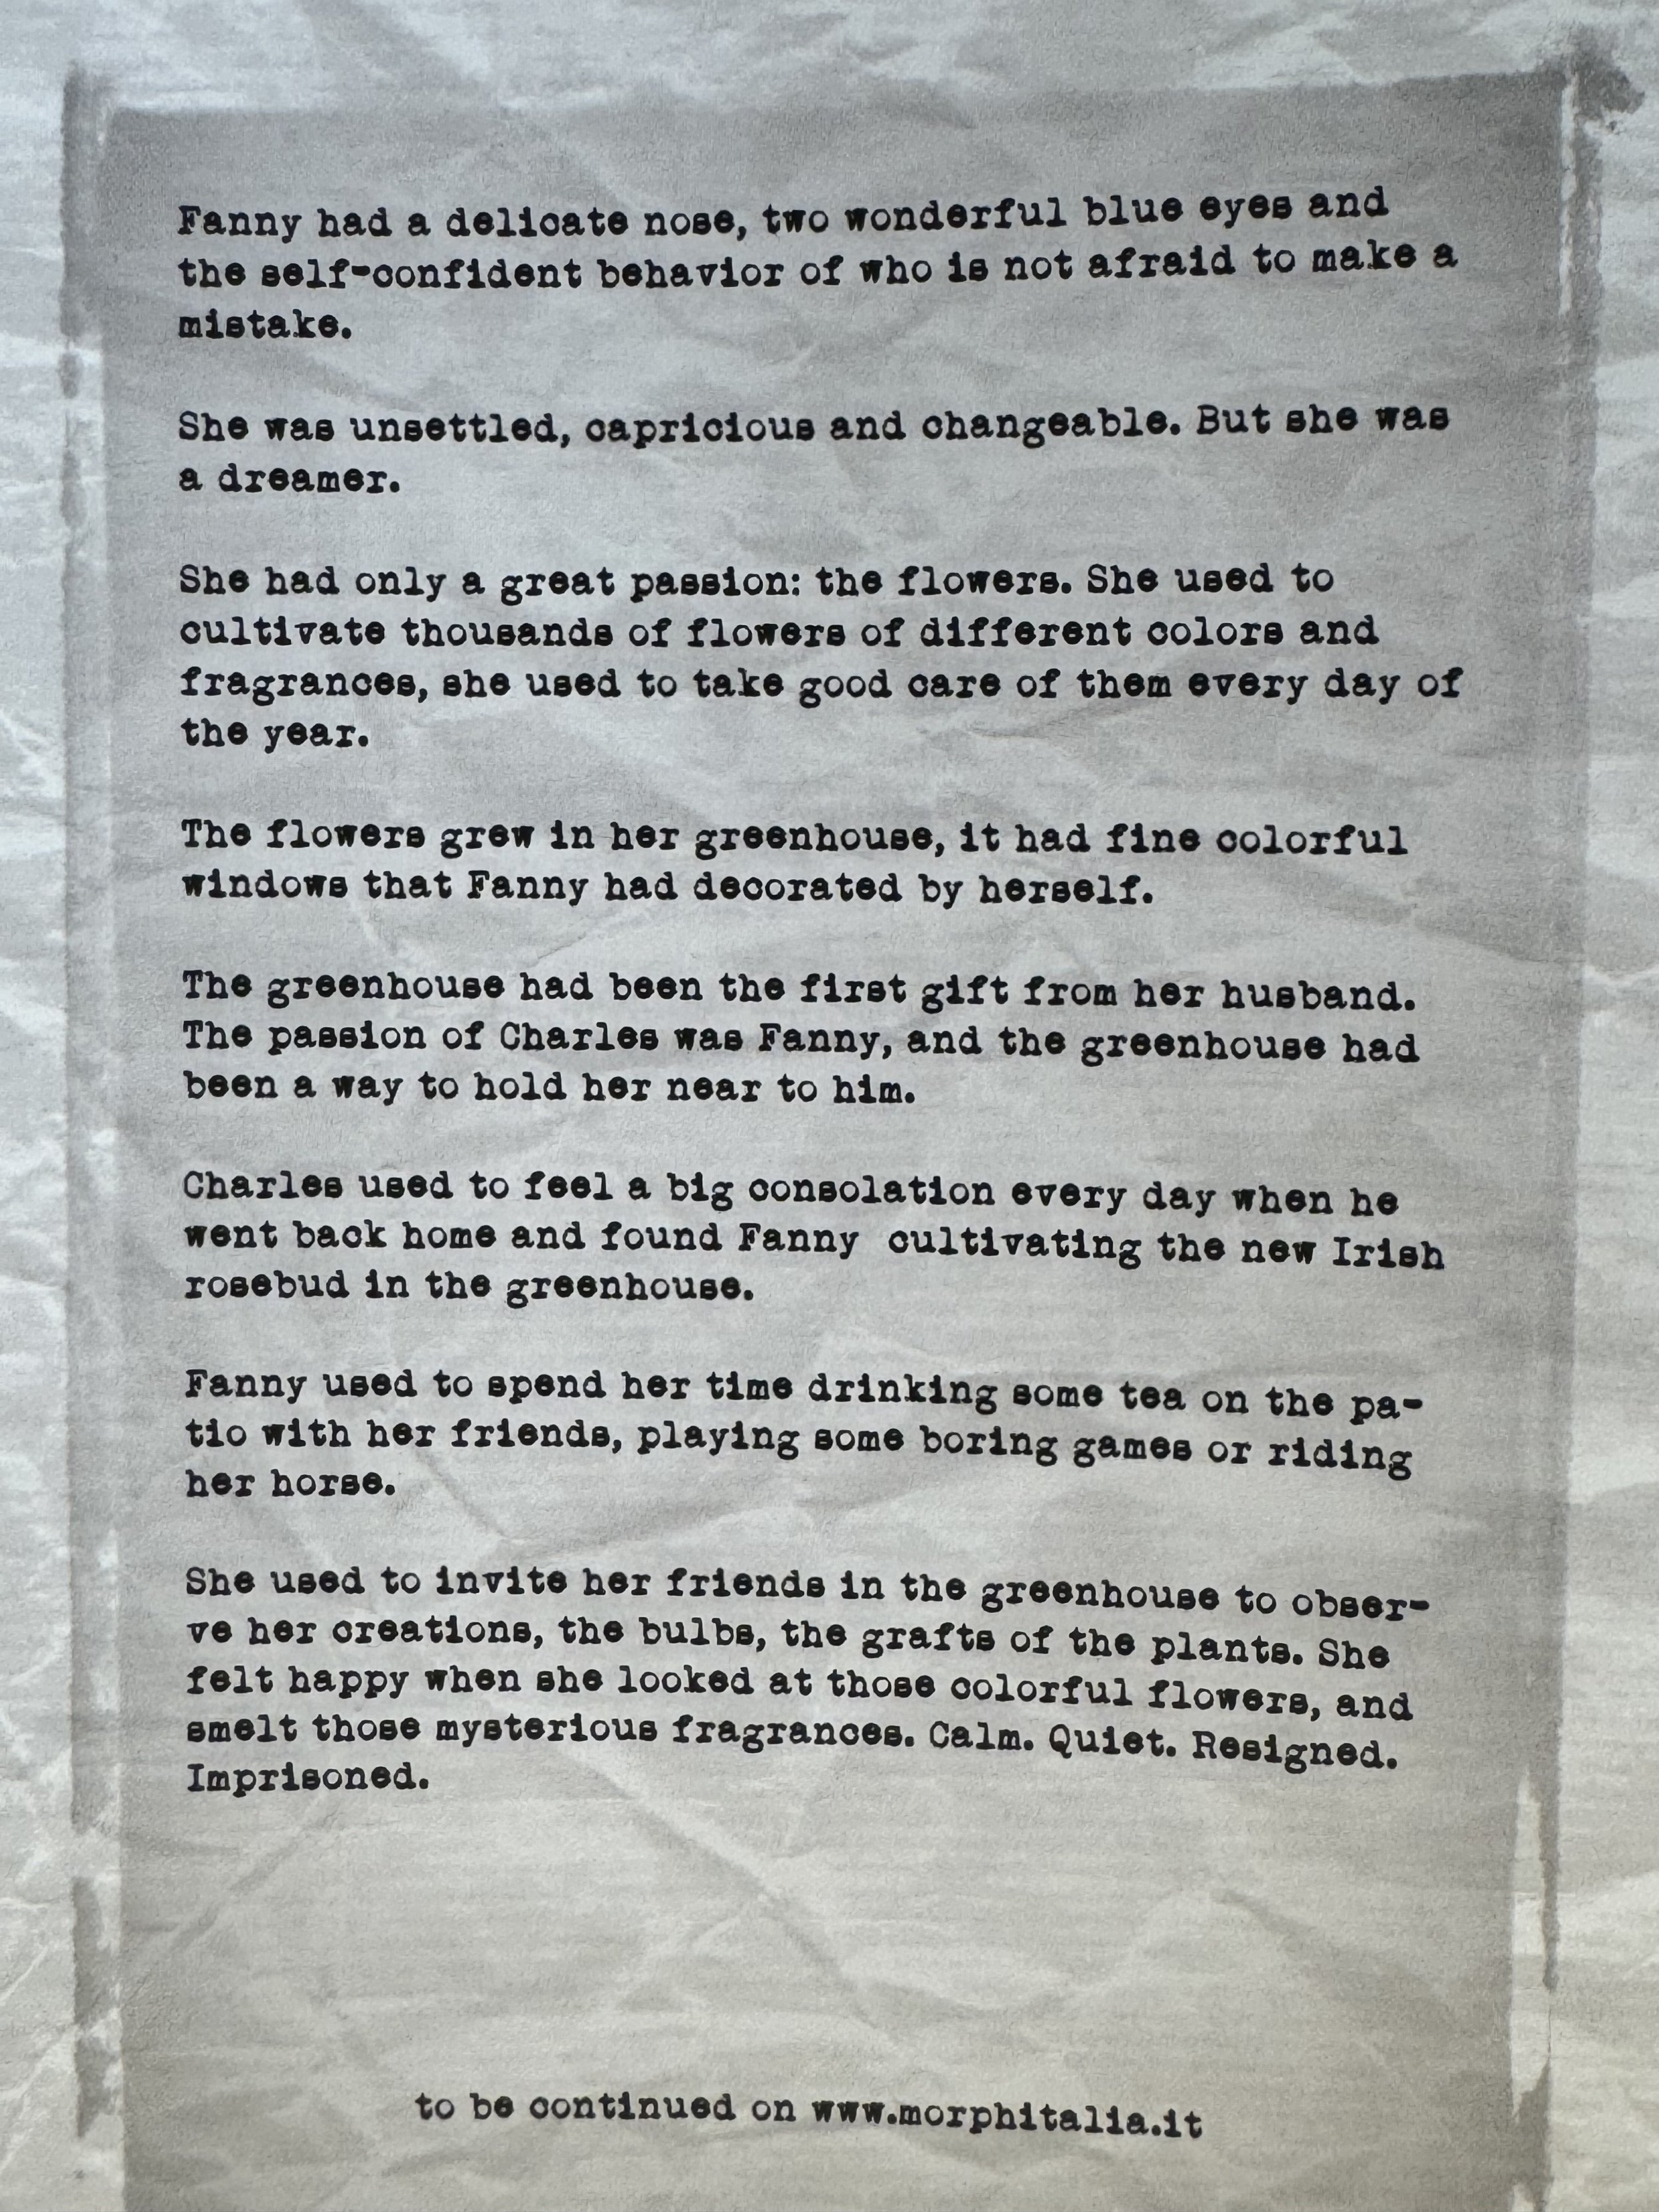 Fanny had a delicate nose, two wonderful blue eyes and
the self-confident behavior of who is not afraid to make a
mistake.
She was unsettled, capricious and changeable. But she was
a dreamer.
She had only a great passion: the flowers. She used to
cultivate thousands of flowers of different colors and
fragrances, she used to take good care of them every day of
the year.
The flowers grew in her greenhouse, it had fine colorful
windows that Fanny had decorated by herself.
The greenhouse had been the first gift from her husband.
The passion of Charles was Fanny, and the greenhouse had
been a way to hold her near to him.
Charles used to feel a big consolation every day when he
went back home and found Fanny  cultivating the new Irish
rosebud in the greenhouse.
Fanny used to spend her time drinking some tea on the pa-
tio with her friends, playing some boring games or riding
her horse.
She used to invite her friends in the greenhouse to obser-
ve her creations, the bulbs, the grafts of the plants. She
felt happy when she looked at those colorful flowers, and
smelt those mysterious fragrances. Calm. Quiet. Resigned.
Imprisoned.
to be continued on www.morphitalia.it